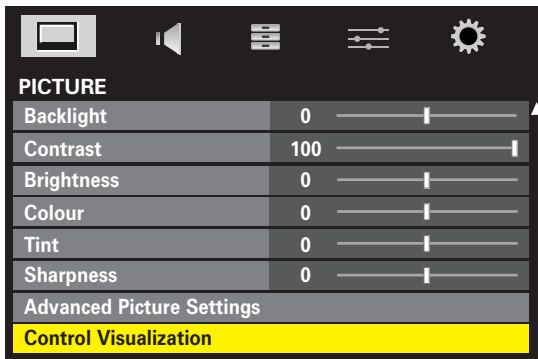 PICTURE
Backlight 0
Contrast 100
Brightness 0
Colour 0
Tint 0
Sharpness 0
Advanced Picture Settings
Control Visualization